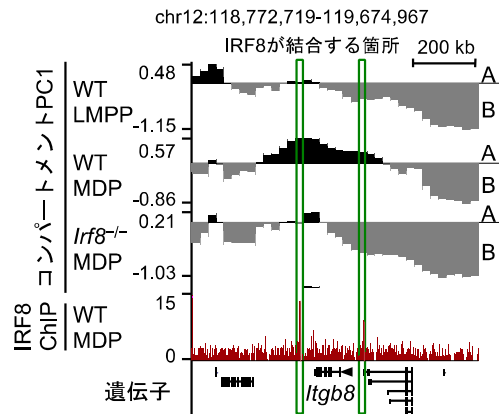 chr12:118,772,719-119,674,967
IRF8が結合する箇所
200 kb
コンパートメントPC1
WT
LMPP
0.48
-1.15
A
B
WT
MDP
0.57
-0.86
A
B
Irf8-/-
MDP
0.21
-1.03
A
B
IRF8
ChIP
WT
MDP
15
0
遺伝子
Itgb8